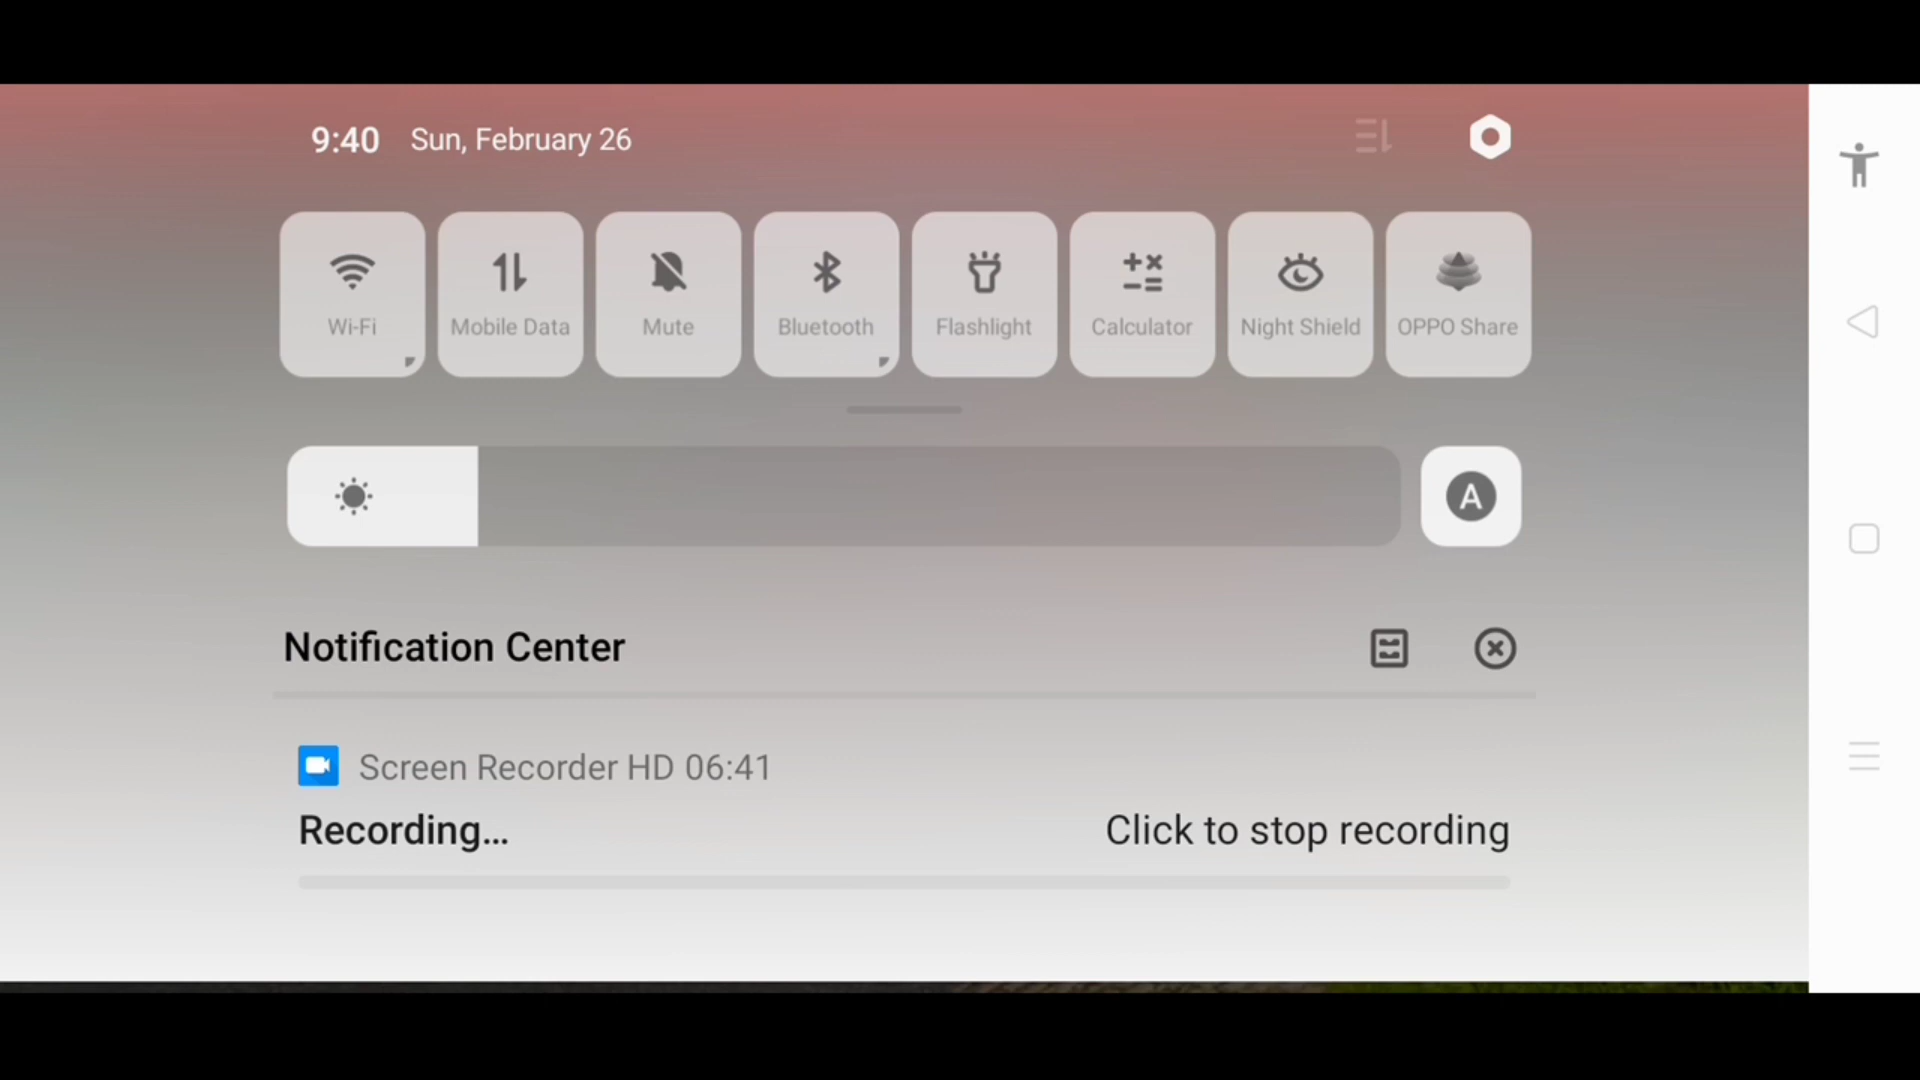 9:40 Sun, February 26
Wi-Fi Mobile Data Mute Bluetooth Flashlight Calculator Night Shield OPPO Share
A
Notification Center
Screen Recorder HD 06:41
Recording... Click to stop recording